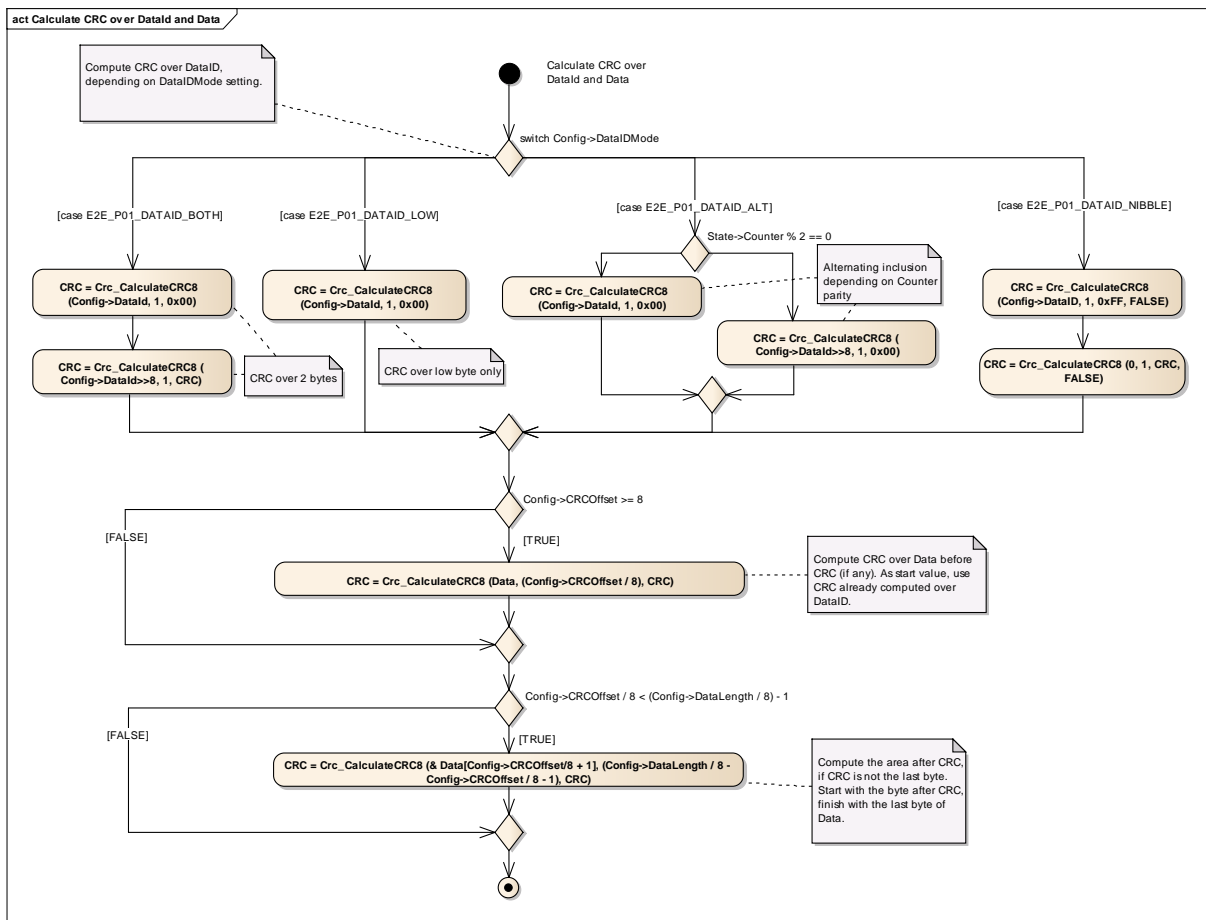 act Calculate CRC over DataId and Data
Compute CRC over DataID,
depending on DataIDMode setting.
Calculate CRC over
DataId and Data
switch Config->DataIDMode
[case E2E_P01_DATAID_BOTH]
[case E2E_P01_DATAID_LOW]
[case E2E_P01_DATAID_ALT]
[case E2E_P01_DATAID_NIBBLE]
State->Counter % 2 == 0
CRC = Crc_CalculateCRC8
(Config->DataId, 1, 0x00)
CRC = Crc_CalculateCRC8
(Config->DataId, 1, 0x00)
CRC = Crc_CalculateCRC8
(Config->DataId, 1, 0x00)
Alternating inclusion
depending on Counter
parity
CRC = Crc_CalculateCRC8
(Config->DataID, 1, 0xFF, FALSE)
CRC = Crc_CalculateCRC8 (
Config->DataId>>8, 1, CRC)
CRC over 2 bytes
CRC over low byte only
CRC = Crc_CalculateCRC8 (
Config->DataId>>8, 1, 0x00)
CRC = Crc_CalculateCRC8 (0, 1, CRC,
FALSE)
Config->CRCOffset >= 8
[FALSE]
[TRUE]
CRC = Crc_CalculateCRC8 (Data, (Config->CRCOffset / 8), CRC)
Compute CRC over Data before
CRC (if any). As start value, use
CRC already computed over
DataID.
Config->CRCOffset / 8 < (Config->DataLength / 8) - 1
[FALSE]
[TRUE]
CRC = Crc_CalculateCRC8 (& Data[Config->CRCOffset/8 + 1], (Config->DataLength / 8 -
Config->CRCOffset / 8 - 1), CRC)
Compute the area after CRC,
if CRC is not the last byte.
Start with the byte after CRC,
finish with the last byte of
Data.